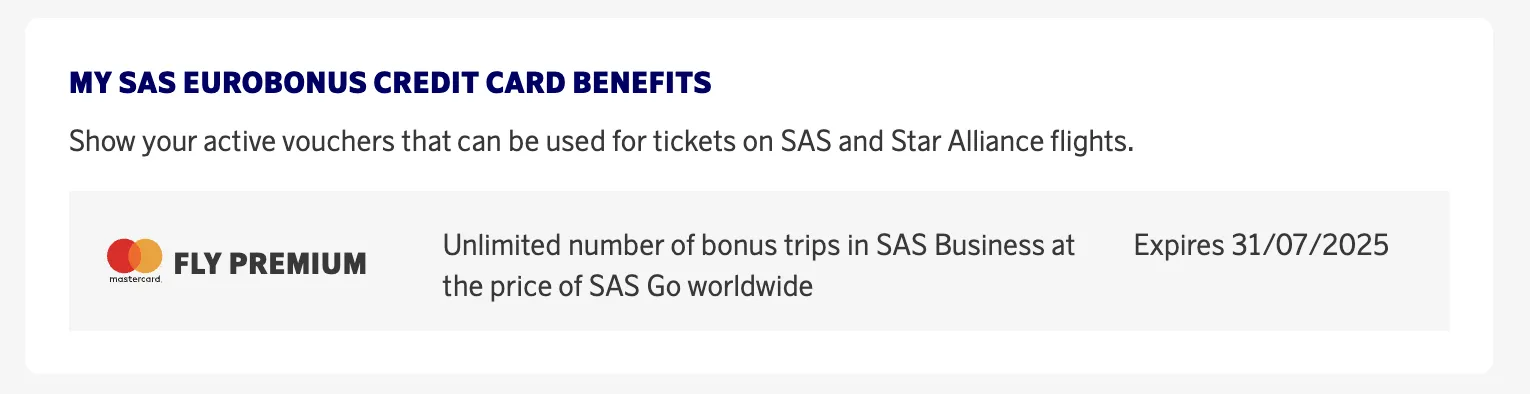 MY SAS EUROBONUS CREDIT CARD BENEFITS
Show your active vouchers that can be used for tickets on SAS and Star Alliance flights.
mastercard.
FLY PREMIUM
Unlimited number of bonus trips in SAS Business at
the price of SAS Go worldwide
Expires 31/07/2025